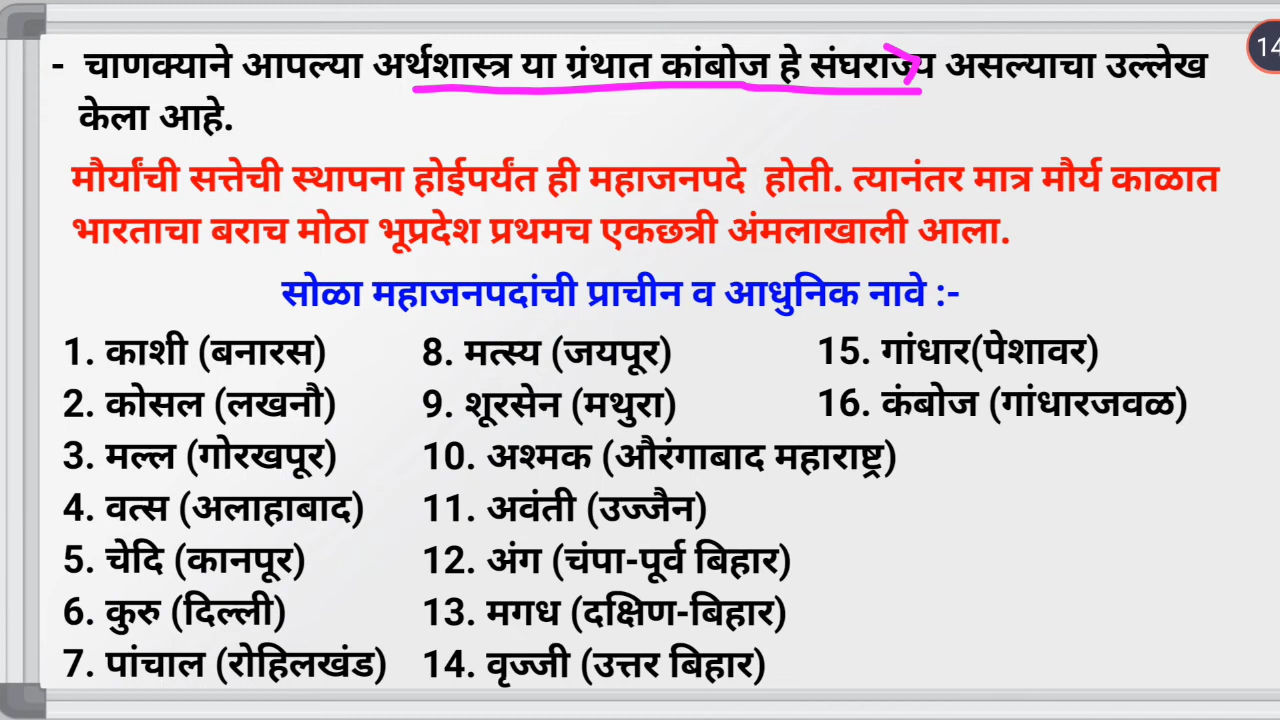 - चाणक्याने आपल्या अर्थशास्त्र या ग्रंथात कांबोज हे संघराज्य असल्याचा उल्लेख
केला आहे.
मौर्यांची सत्तेची स्थापना होईपर्यंत ही महाजनपदे होती. त्यानंतर मात्र मौर्य काळात
भारताचा बराच मोठा भूप्रदेश प्रथमच एकछत्री अंमलाखाली आला.
सोळा महाजनपदांची प्राचीन व आधुनिक नावे :-
1. काशी (बनारस)
2. कोसल (लखनौ)
3. मल्ल (गोरखपूर)
4. वत्स (अलाहाबाद)
5. चेदि (कानपूर)
6. कुरु (दिल्ली)
7. पांचाल (रोहिलखंड)
8. मत्स्य (जयपूर)
9. शूरसेन (मथुरा)
10. अश्मक (औरंगाबाद महाराष्ट्र)
11. अवंती (उज्जैन)
12. अंग (चंपा-पूर्व बिहार)
13. मगध (दक्षिण-बिहार)
14. वृज्जी (उत्तर बिहार)
15. गांधार(पेशावर)
16. कंबोज (गांधारजवळ)